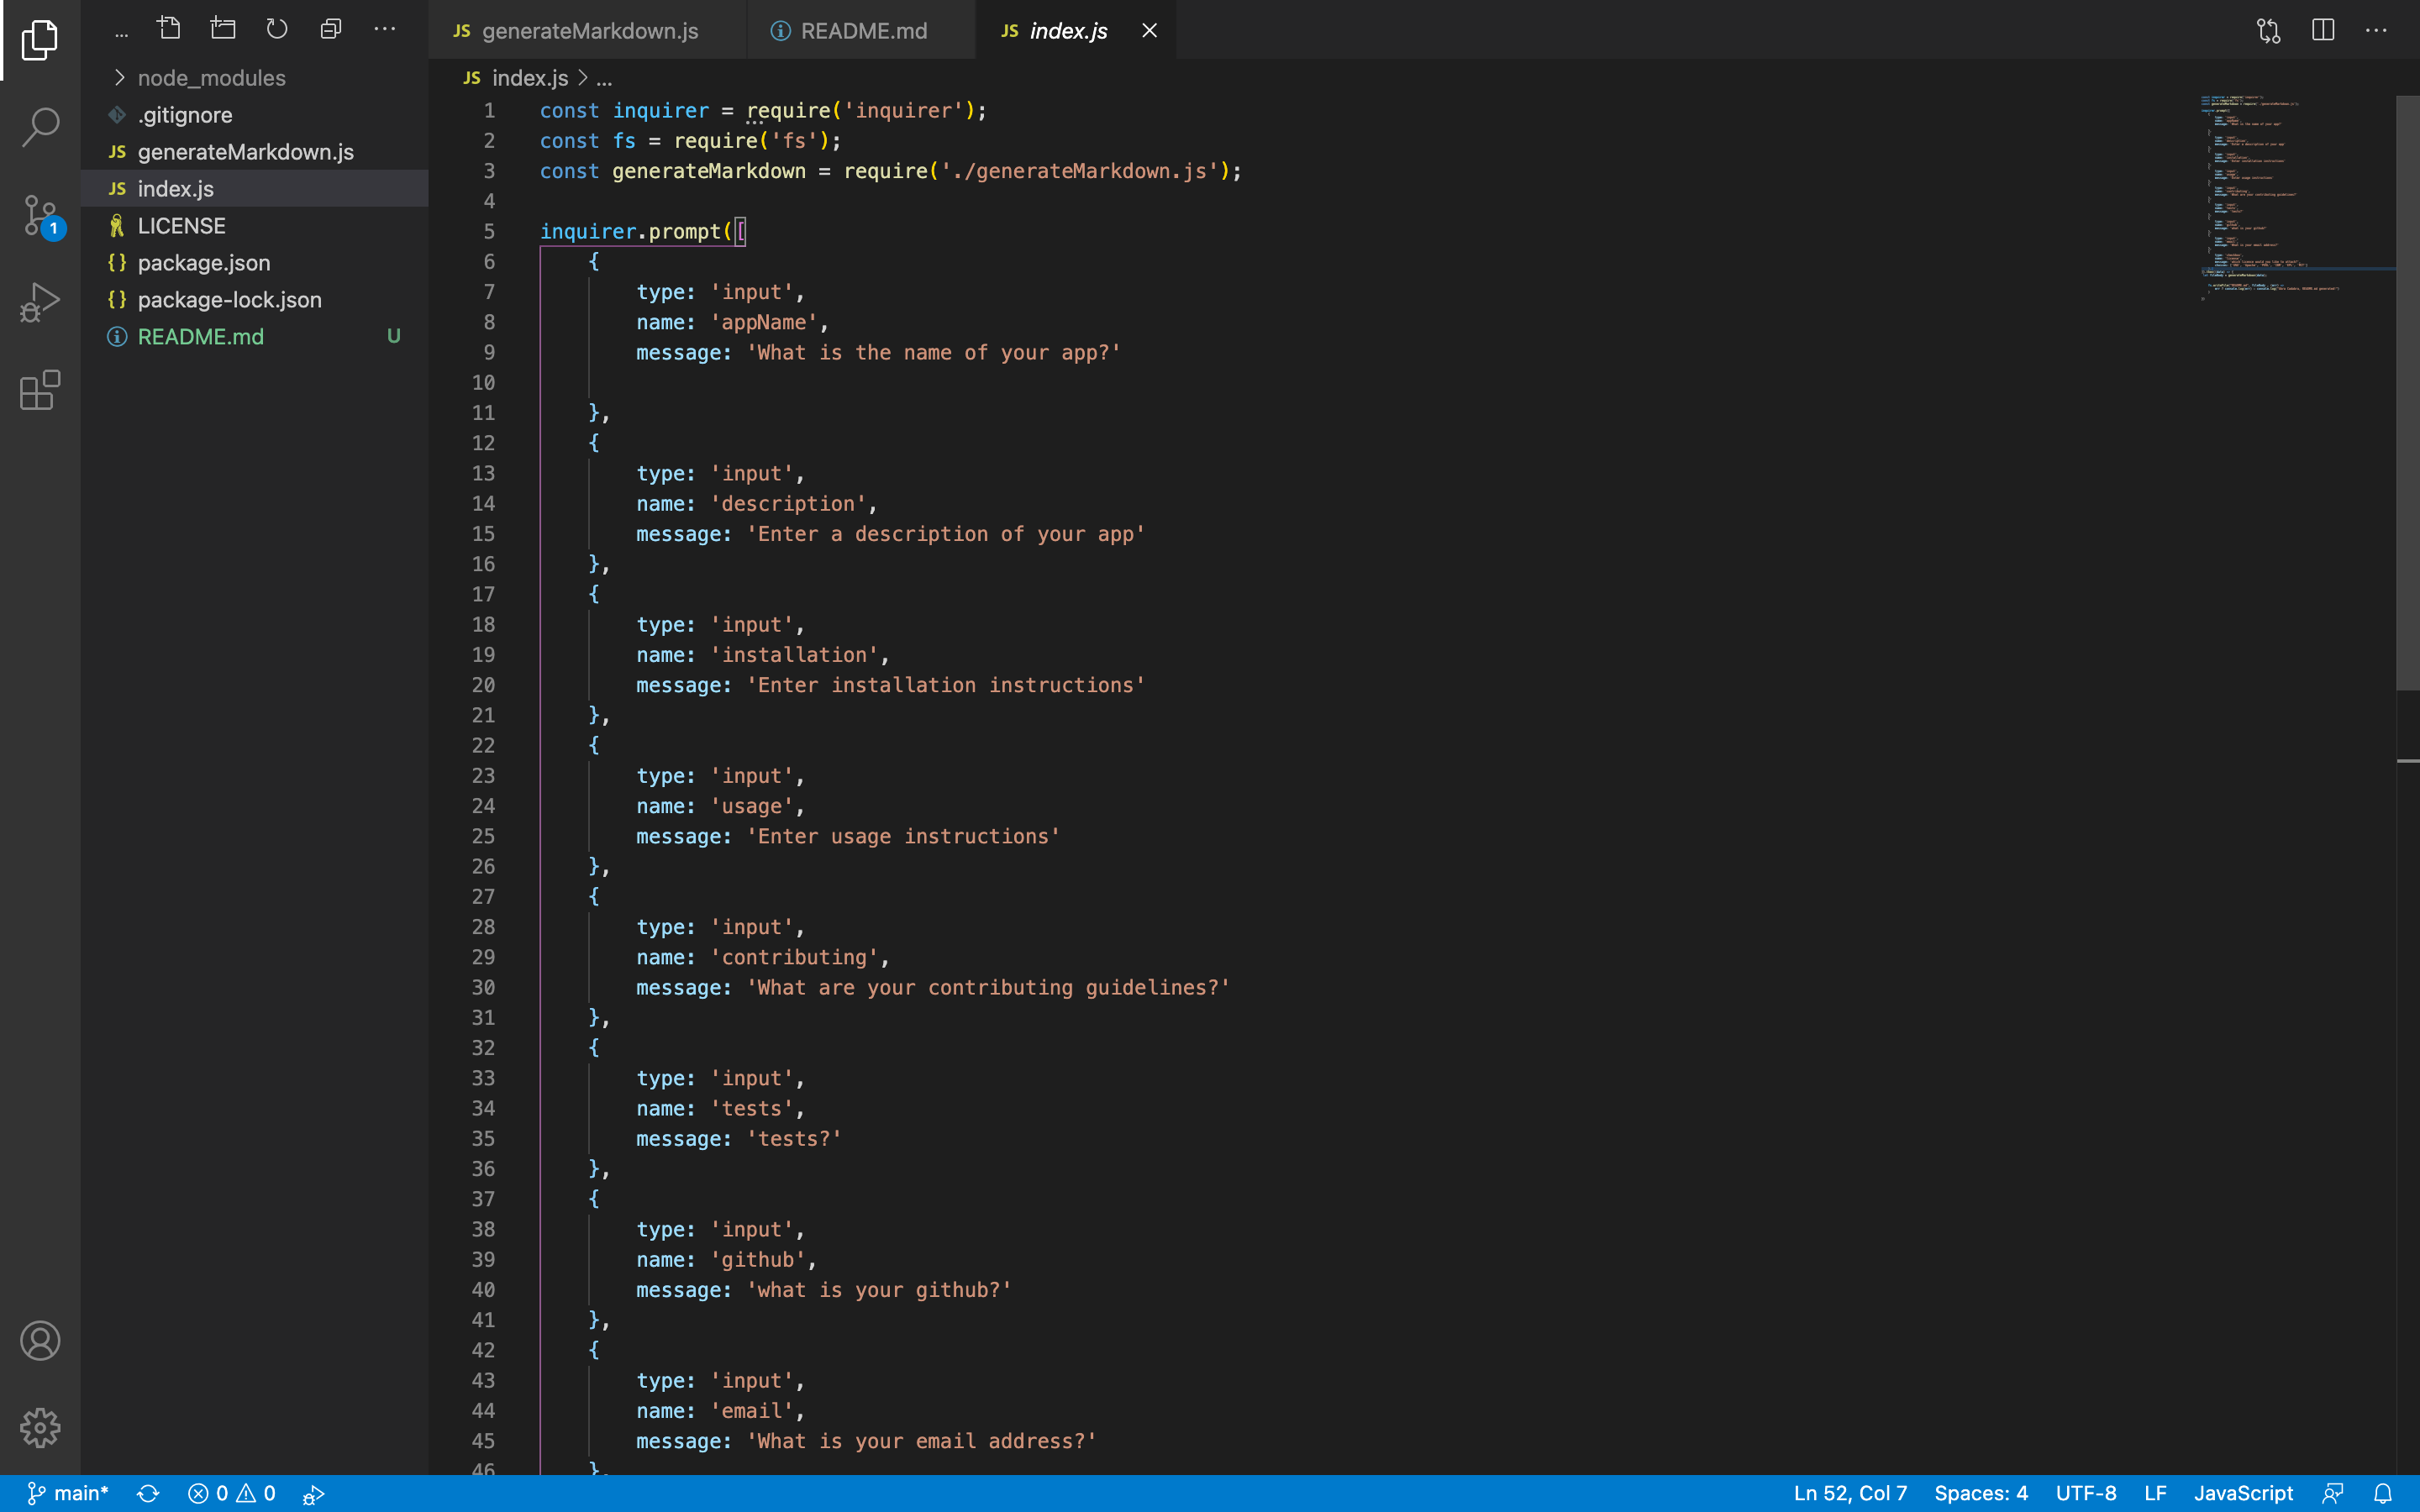 generateMarkdown.js
README.md
index.js
node_modules
.gitignore
generateMarkdown.js
index.js
LICENSE
package.json
package-lock.json
README.md U
1
index.js > ...
1 const inquirer = require('inquirer');
2 const fs = require('fs');
3 const generateMarkdown = require('./generateMarkdown.js');
4
5 inquirer.prompt([
6 {
7 type: 'input',
8 name: 'appName',
9 message: 'What is the name of your app?'
10
11 },
12 {
13 type: 'input',
14 name: 'description',
15 message: 'Enter a description of your app'
16 },
17 {
18 type: 'input',
19 name: 'installation',
20 message: 'Enter installation instructions'
21 },
22 {
23 type: 'input',
24 name: 'usage',
25 message: 'Enter usage instructions'
26 },
27 {
28 type: 'input',
29 name: 'contributing',
30 message: 'What are your contributing guidelines?'
31 },
32 {
33 type: 'input',
34 name: 'tests',
35 message: 'tests?'
36 },
37 {
38 type: 'input',
39 name: 'github',
40 message: 'what is your github?'
41 },
42 {
43 type: 'input',
44 name: 'email',
45 message: 'What is your email address?'
46 },
main* 0 0 Ln 52, Col 7 Spaces: 4 UTF-8 LF JavaScript